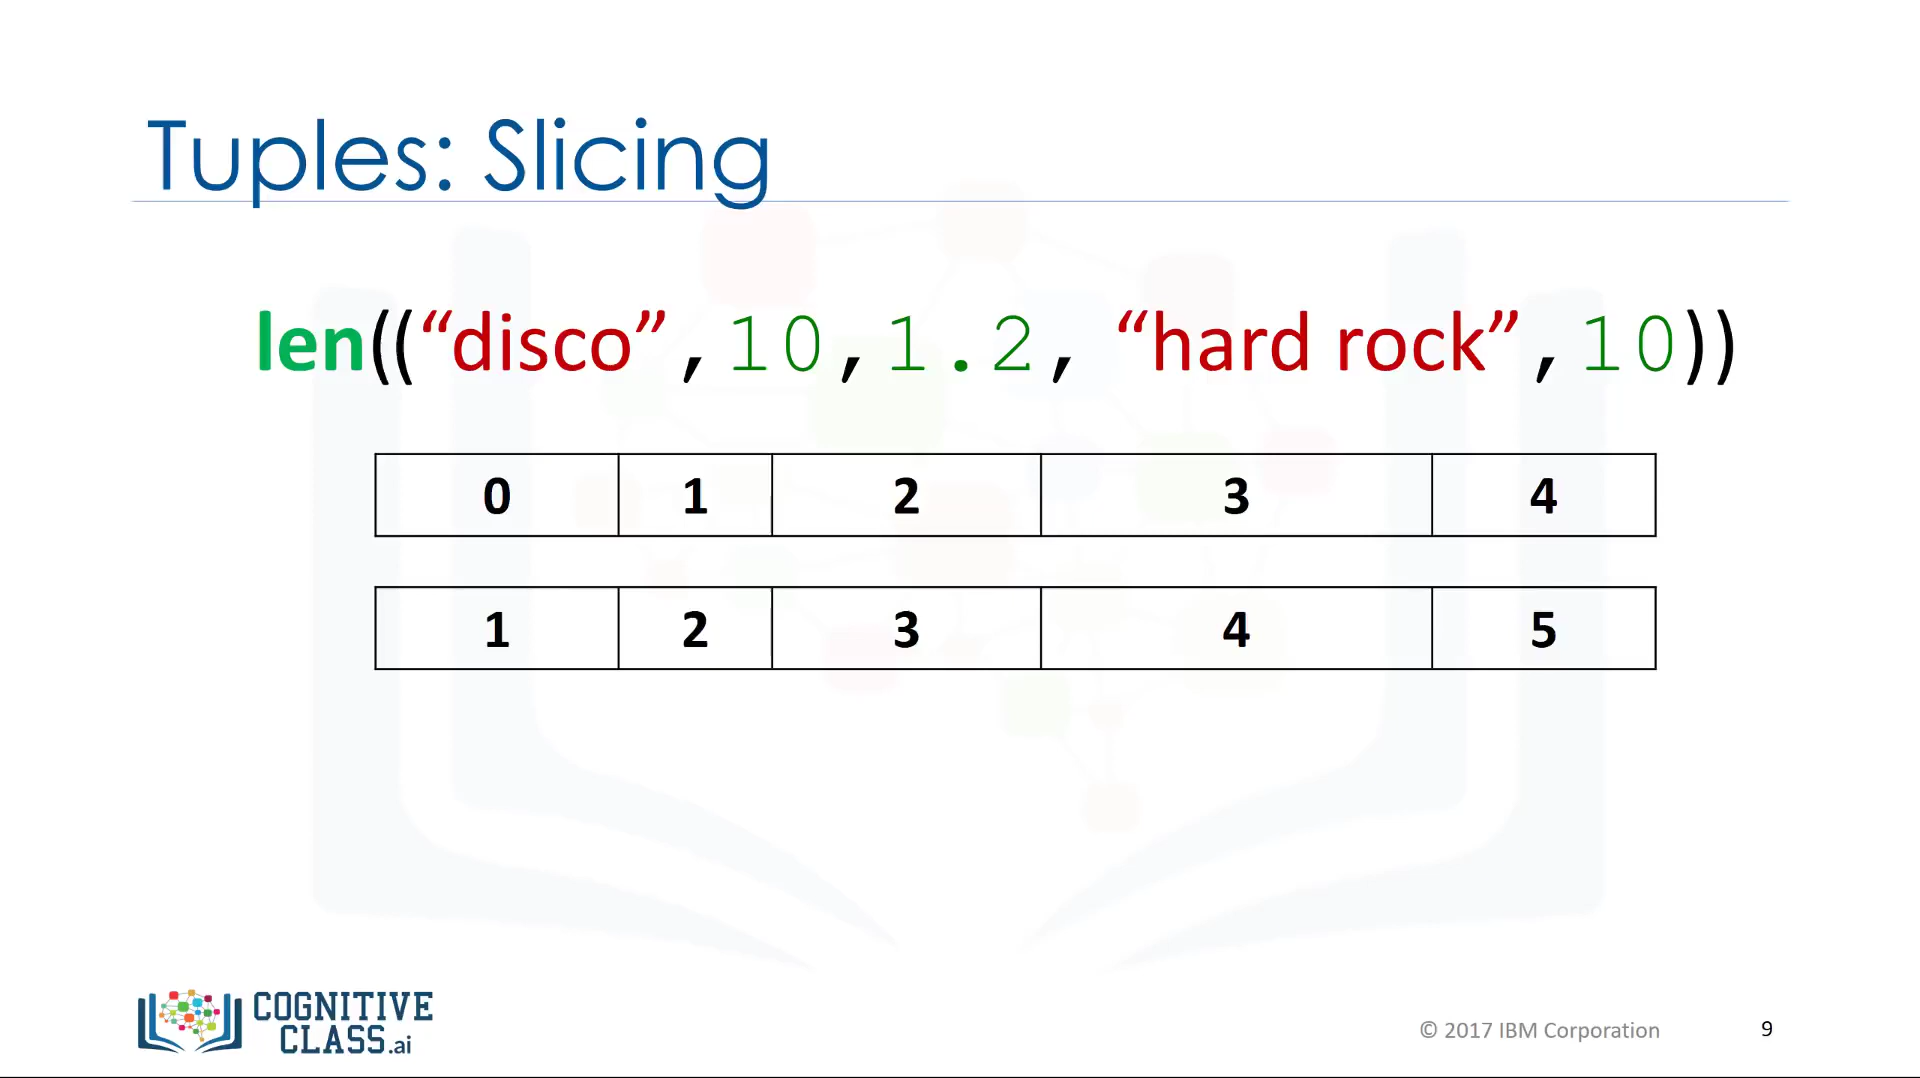 Tuples: Slicing
len((“disco”,10,1.2, “hard rock”,10))
0 1 2 3 4
1 2 3 4 5
COGNITIVE
CLASS.ai
© 2017 IBM Corporation 9